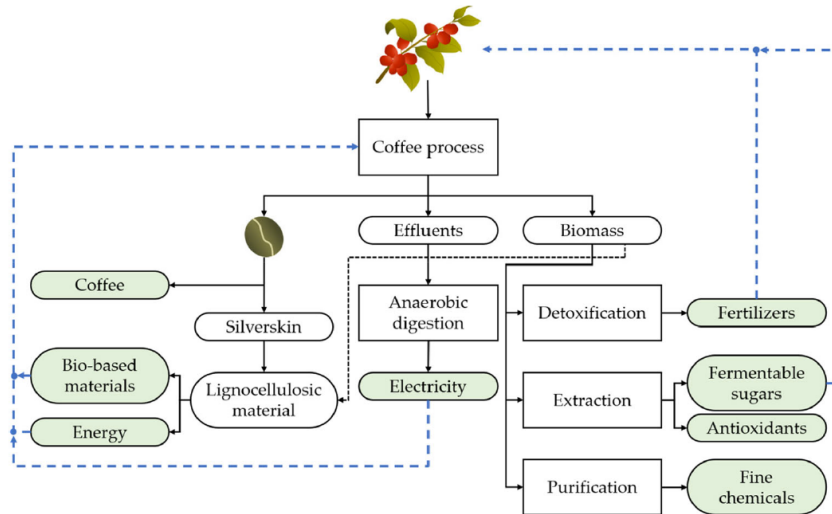 Coffee process
Effluents
Biomass
Coffee
Silverskin
Anaerobic
digestion
Detoxification
Fertilizers
Bio-based
materials
Lignocellulosic
material
Electricity
Extraction
Fermentable
sugars
Energy
Antioxidants
Purification
Fine
chemicals